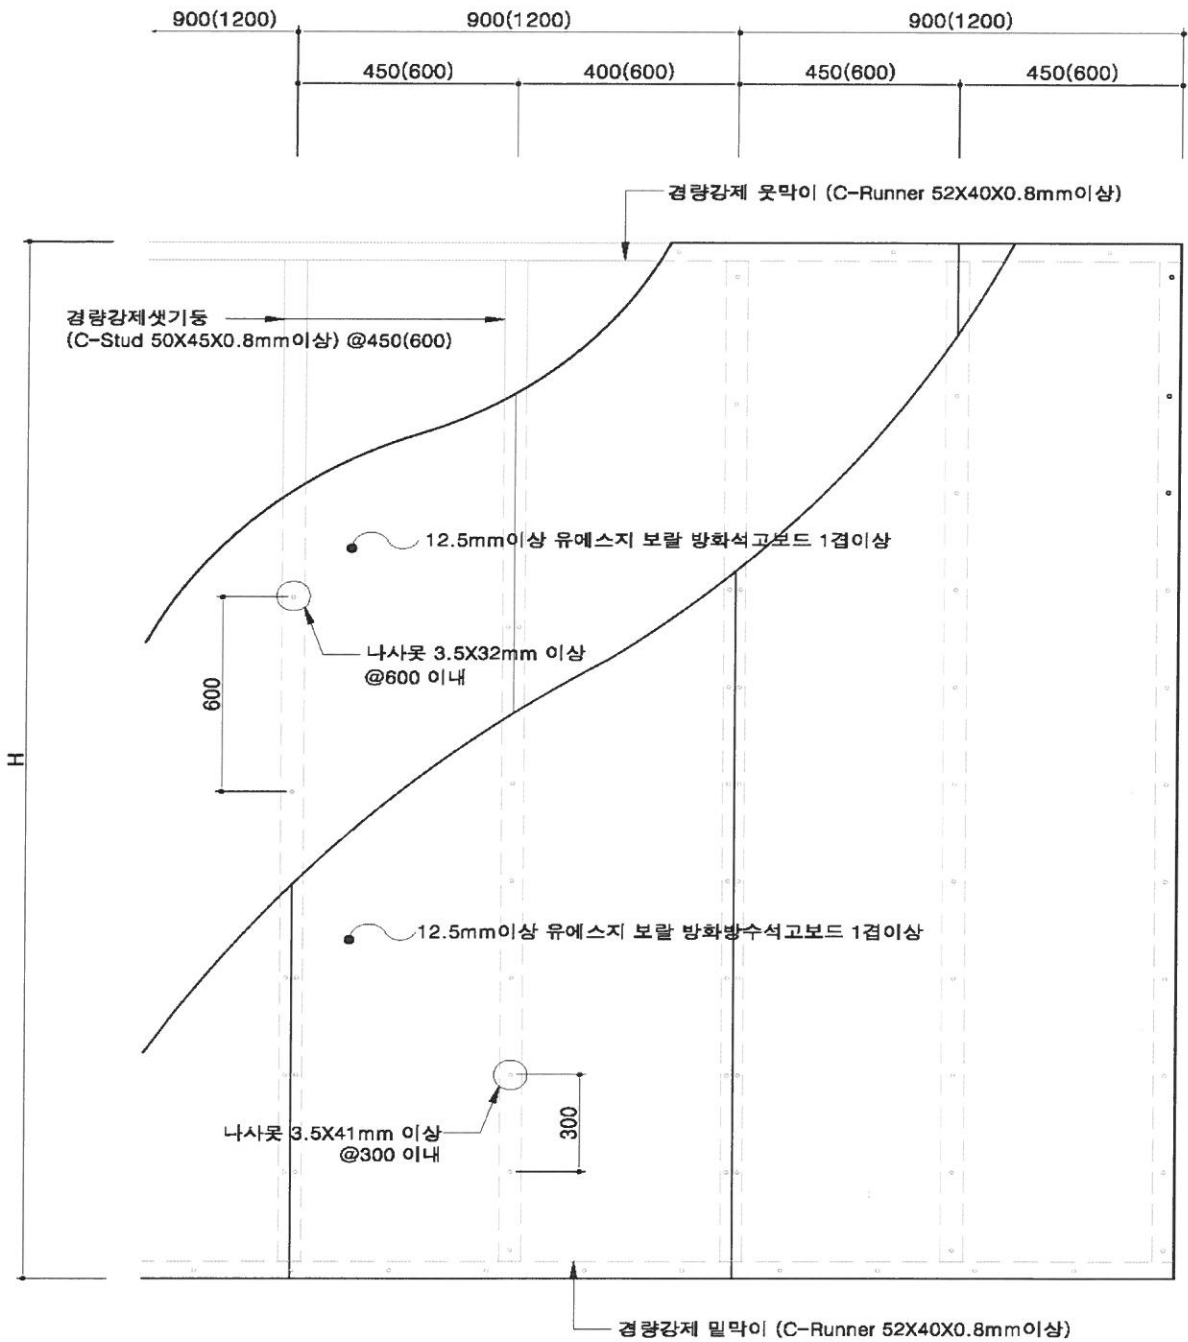 900(1200)
900(1200)
900(1200)
450(600)
400(600)
450(600)
450(600)
경량강제 웃막이 (C-Runner 52X40X0.8mm이상)
경량강제샛기둥
(C-Stud 50X45X0.8mm이상) @450(600)
12.5mm이상 유에스지 보랄 방화석고보드 1겹이상
나사못 3.5X32mm 이상
@600 이내
600
H
12.5mm이상 유에스지 보랄 방화방수석고보드 1겹이상
나사못 3.5X41mm 이상
@300 이내
300
경량강제 밑막이 (C-Runner 52X40X0.8mm이상)